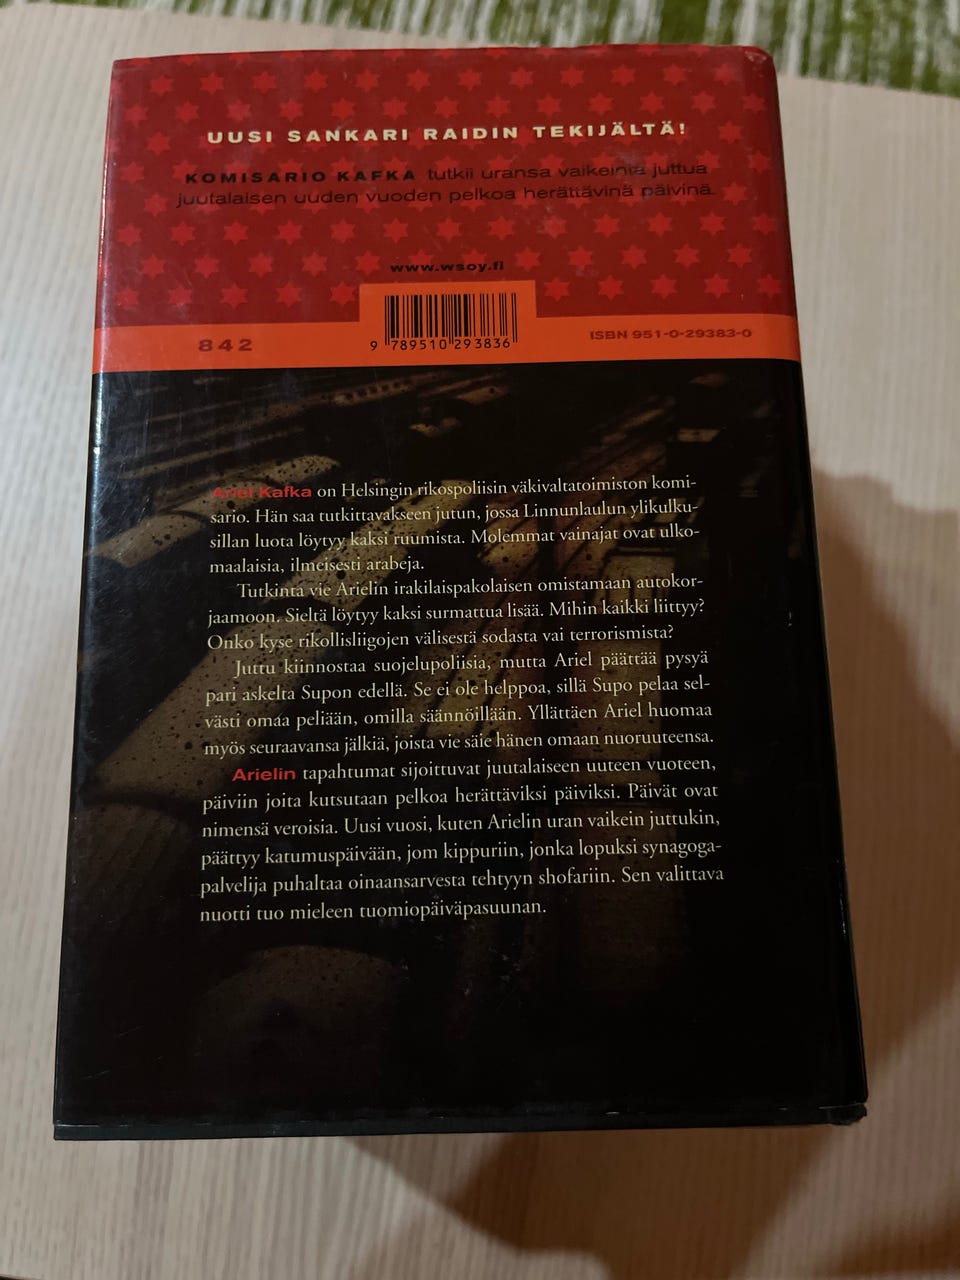 UUSI SANKARI RAIDIN TEKIJÄLTÄ!
KOMISARIO KAFKA tutkii uransa vaikeinta juttua
juutalaisen uuden vuoden pelkoa herättävinä päivinä.
www.wsoy.fi
842
9 789510 293836
ISBN 951-0-29383-0
Ariel Kafka on Helsingin rikospoliisin väkivaltatoimiston komi-
sario. Hän saa tutkittavakseen jutun, jossa Linnunlaulun ylikulku-
sillan luota löytyy kaksi ruumista. Molemmat vainajat ovat ulko-
maalaisia, ilmeisesti arabeja.
Tutkinta vie Arielin irakilaispakolaisen omistamaan autokor-
jaamoon. Sieltä löytyy kaksi surmattua lisää. Mihin kaikki liittyy?
Onko kyse rikollisliigojen välisestä sodasta vai terrorismista?
Juttu kiinnostaa suojelupoliisia, mutta Ariel päättää pysyä
pari askelta Supon edellä. Se ei ole helppoa, sillä Supo pelaa sel-
västi omaa peliään, omilla säännöillään. Yllättäen Ariel huomaa
myös seuraavansa jälkiä, joista vie säie hänen omaan nuoruuteensa.
Arielin tapahtumat sijoittuvat juutalaiseen uuteen vuoteen,
päiviin joita kutsutaan pelkoa herättäviksi päiviksi. Päivät ovat
nimensä veroisia. Uusi vuosi, kuten Arielin uran vaikein juttukin,
päättyy katumuspäivään, jom kippuriin, jonka lopuksi synagoga-
palvelija puhaltaa oinaansarvesta tehtyyn shofariin. Sen valittava
nuotti tuo mieleen tuomiopäiväpasuunan.